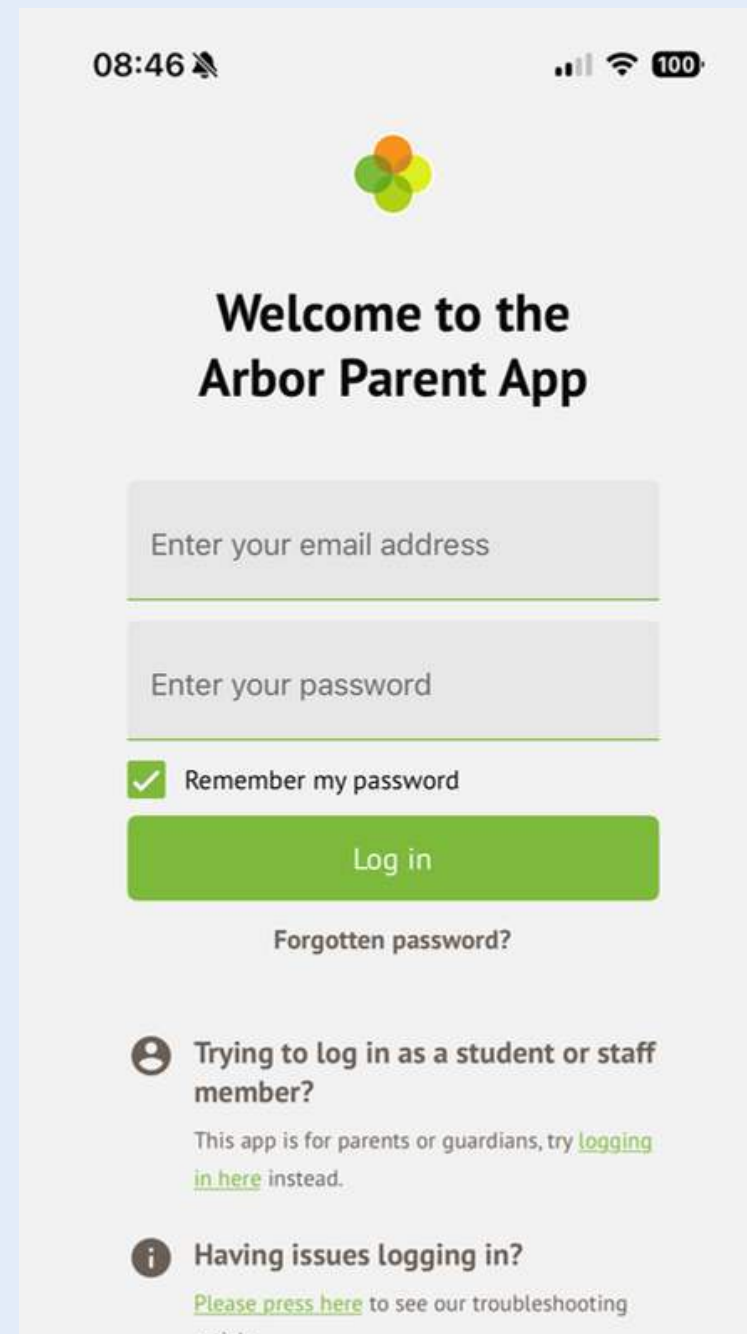 08:46
100
Welcome to the
Arbor Parent App
Enter your email address
Enter your password
Remember my password
Log in
Forgotten password?
Trying to log in as a student or staff
member?
This app is for parents or guardians, try logging
in here instead.
Having issues logging in?
Please press here to see our troubleshooting